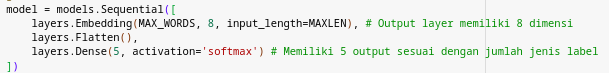 model = models.Sequential([
    layers.Embedding(MAX_WORDS, 8, input_length=MAXLEN), # Output layer memiliki 8 dimensi
    layers.Flatten(),
    layers.Dense(5, activation='softmax') # Memiliki 5 output sesuai dengan jumlah jenis label
])